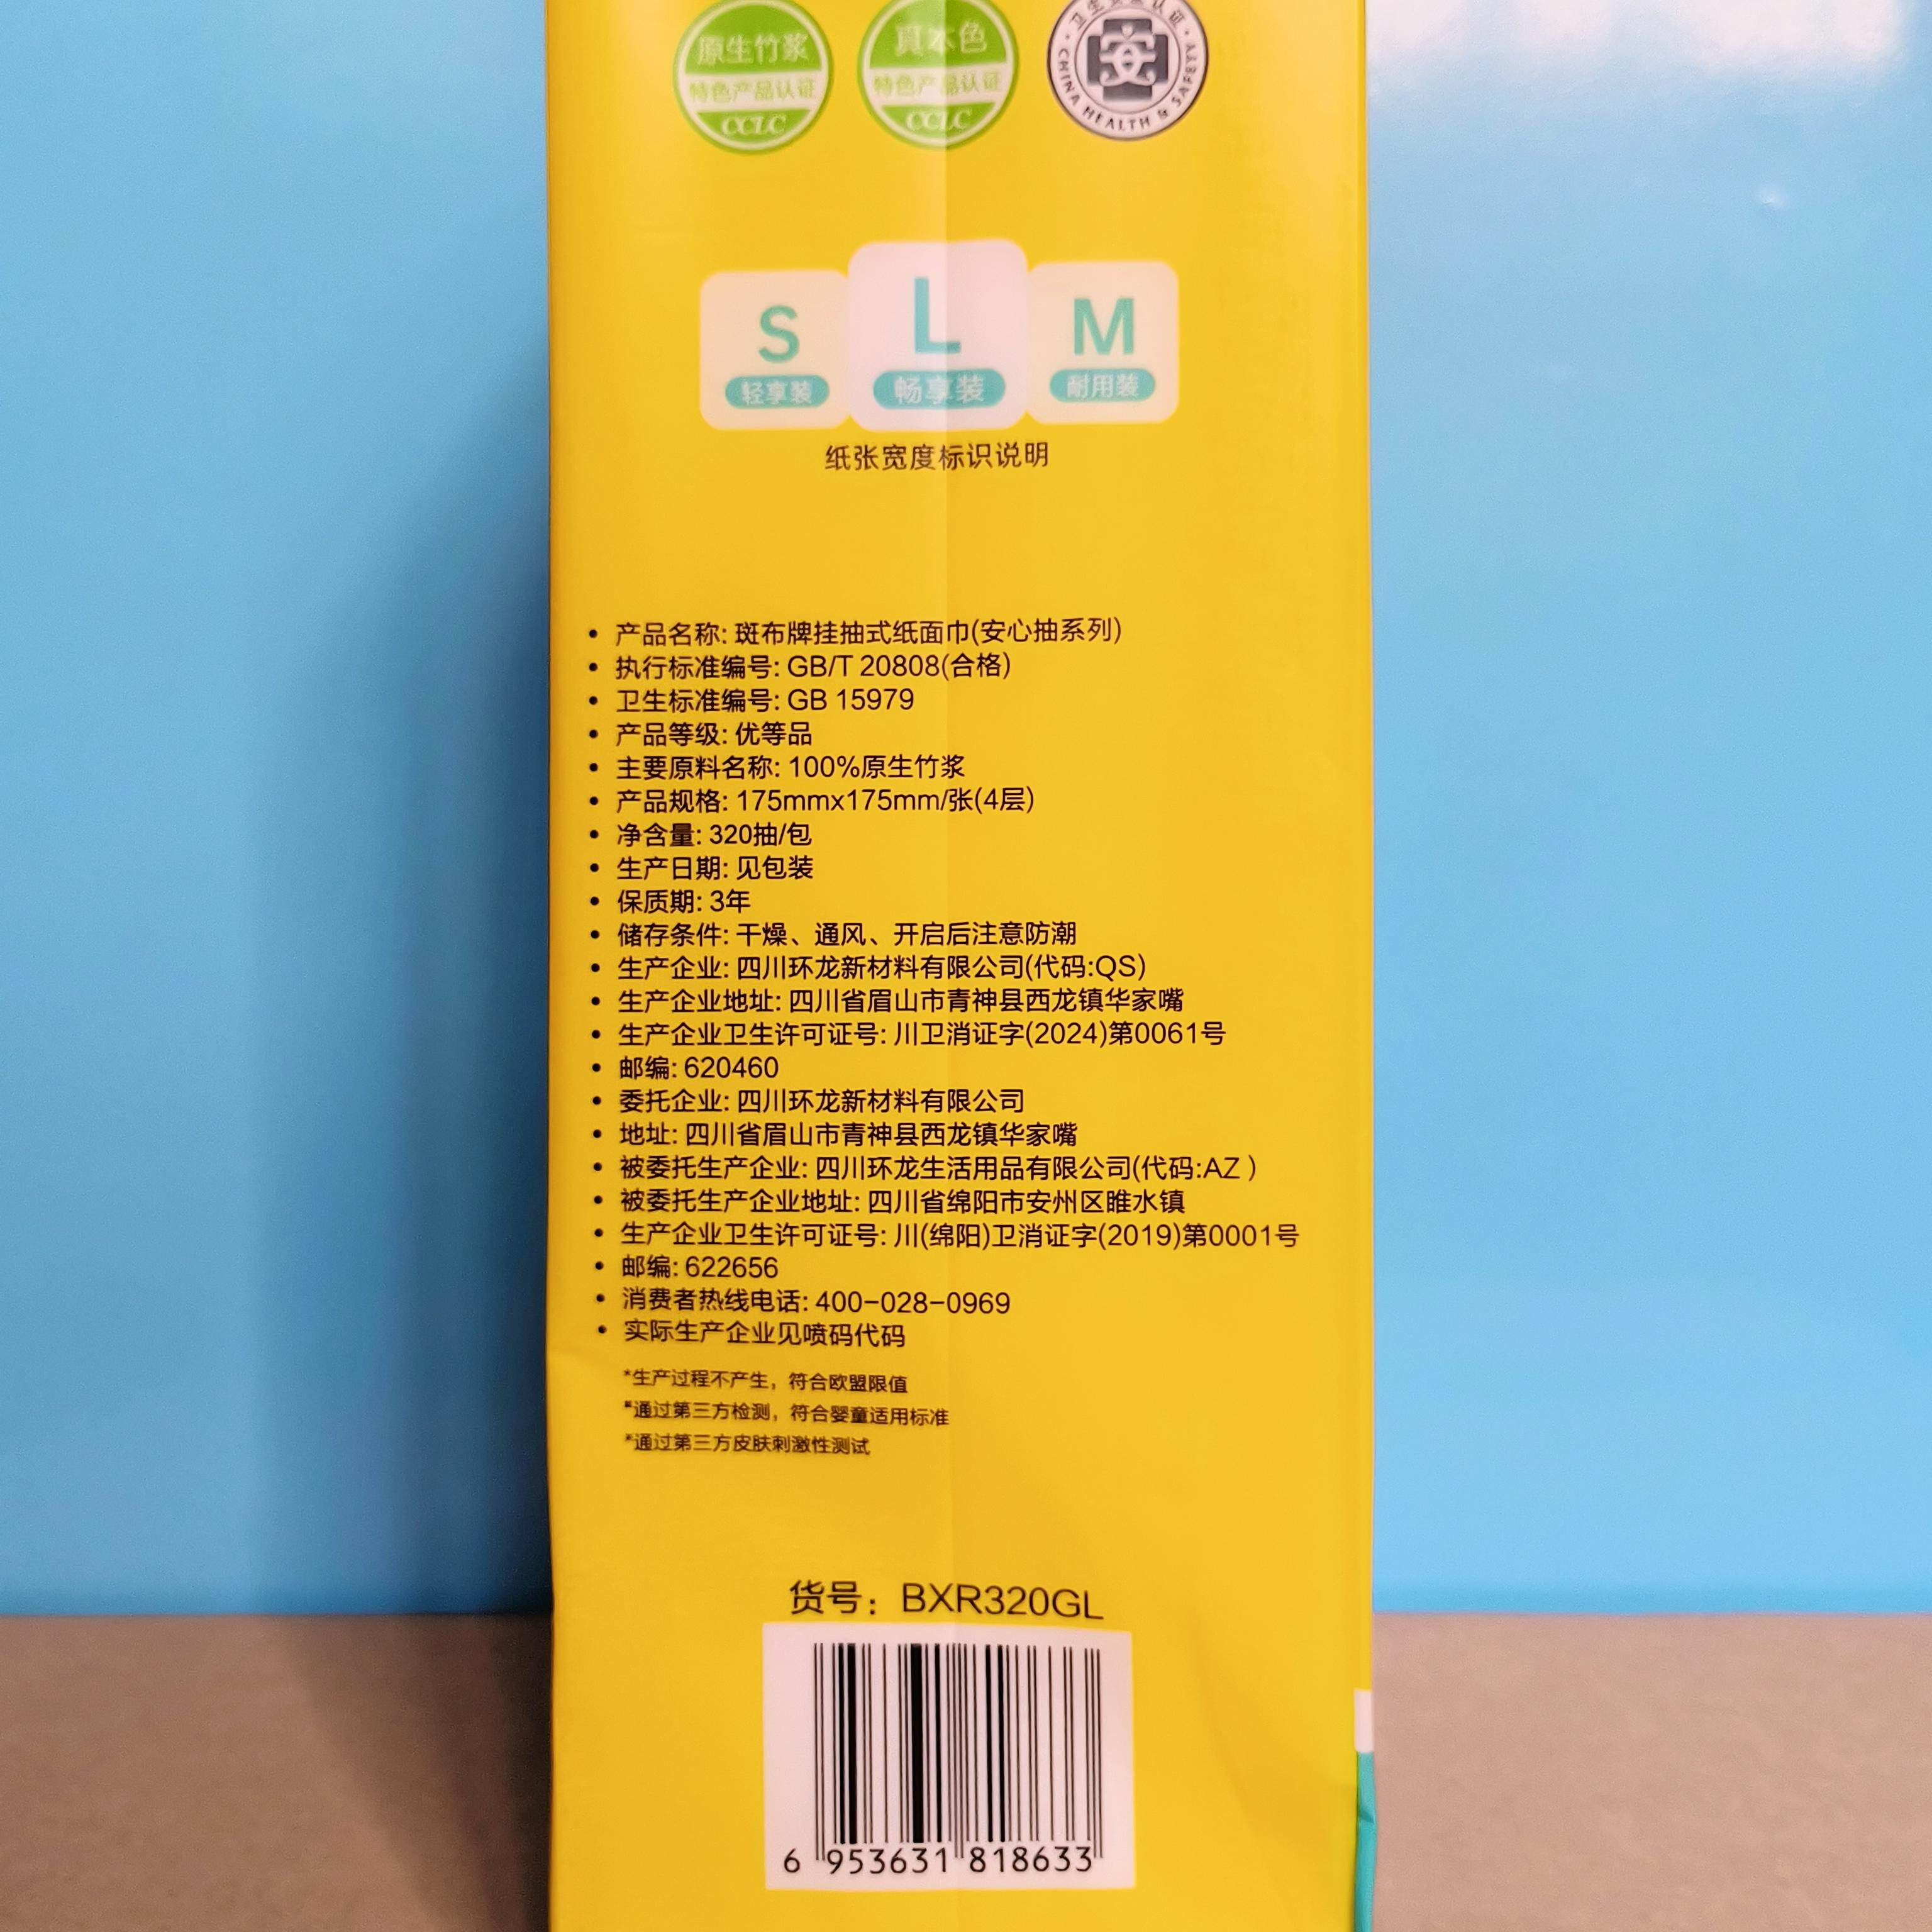 原生竹浆
特色产品认证
CCLC
真本色
特色产品认证
CCLC
卫生安全认证
安
CHINA HEALTH & SAFETY
S
轻享装
L
畅享装
M
耐用装
纸张宽度标识说明
• 产品名称: 斑布牌挂抽式纸面巾(安心抽系列)
• 执行标准编号: GB/T 20808(合格)
• 卫生标准编号: GB 15979
• 产品等级: 优等品
• 主要原料名称: 100%原生竹浆
• 产品规格: 175mmx175mm/张(4层)
• 净含量: 320抽/包
• 生产日期: 见包装
• 保质期: 3年
• 储存条件: 干燥、通风、开启后注意防潮
• 生产企业: 四川环龙新材料有限公司(代码:QS)
• 生产企业地址: 四川省眉山市青神县西龙镇华家嘴
• 生产企业卫生许可证号: 川卫消证字(2024)第0061号
• 邮编: 620460
• 委托企业: 四川环龙新材料有限公司
• 地址: 四川省眉山市青神县西龙镇华家嘴
• 被委托生产企业: 四川环龙生活用品有限公司(代码:AZ )
• 被委托生产企业地址: 四川省绵阳市安州区睢水镇
• 生产企业卫生许可证号: 川(绵阳)卫消证字(2019)第0001号
• 邮编: 622656
• 消费者热线电话: 400-028-0969
• 实际生产企业见喷码代码
*生产过程不产生，符合欧盟限值
*通过第三方检测，符合婴童适用标准
*通过第三方皮肤刺激性测试
货号：BXR320GL
6 953631 818633